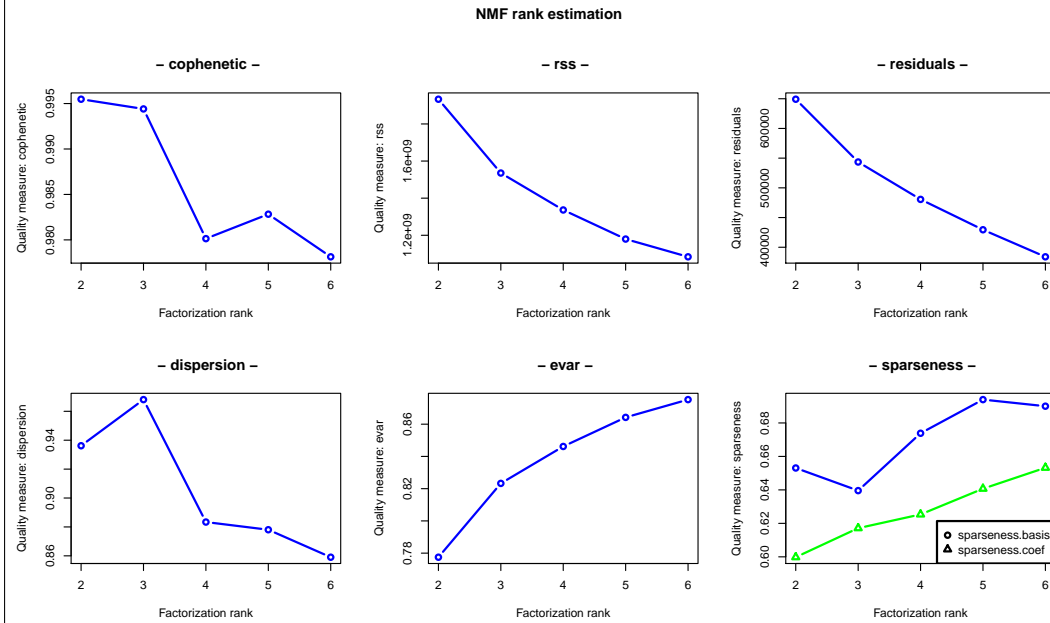 NMF rank estimation
– cophenetic –
Quality measure: cophenetic
0.980 0.985 0.990 0.995
2 3 4 5 6
Factorization rank
– rss –
Quality measure: rss
1.2e+09 1.6e+09
2 3 4 5 6
Factorization rank
– residuals –
Quality measure: residuals
400000 500000 600000
2 3 4 5 6
Factorization rank
– dispersion –
Quality measure: dispersion
0.86 0.90 0.94
2 3 4 5 6
Factorization rank
– evar –
Quality measure: evar
0.78 0.82 0.86
2 3 4 5 6
Factorization rank
– sparseness –
Quality measure: sparseness
0.60 0.62 0.64 0.66 0.68
2 3 4 5 6
Factorization rank
sparseness.basis
sparseness.coef